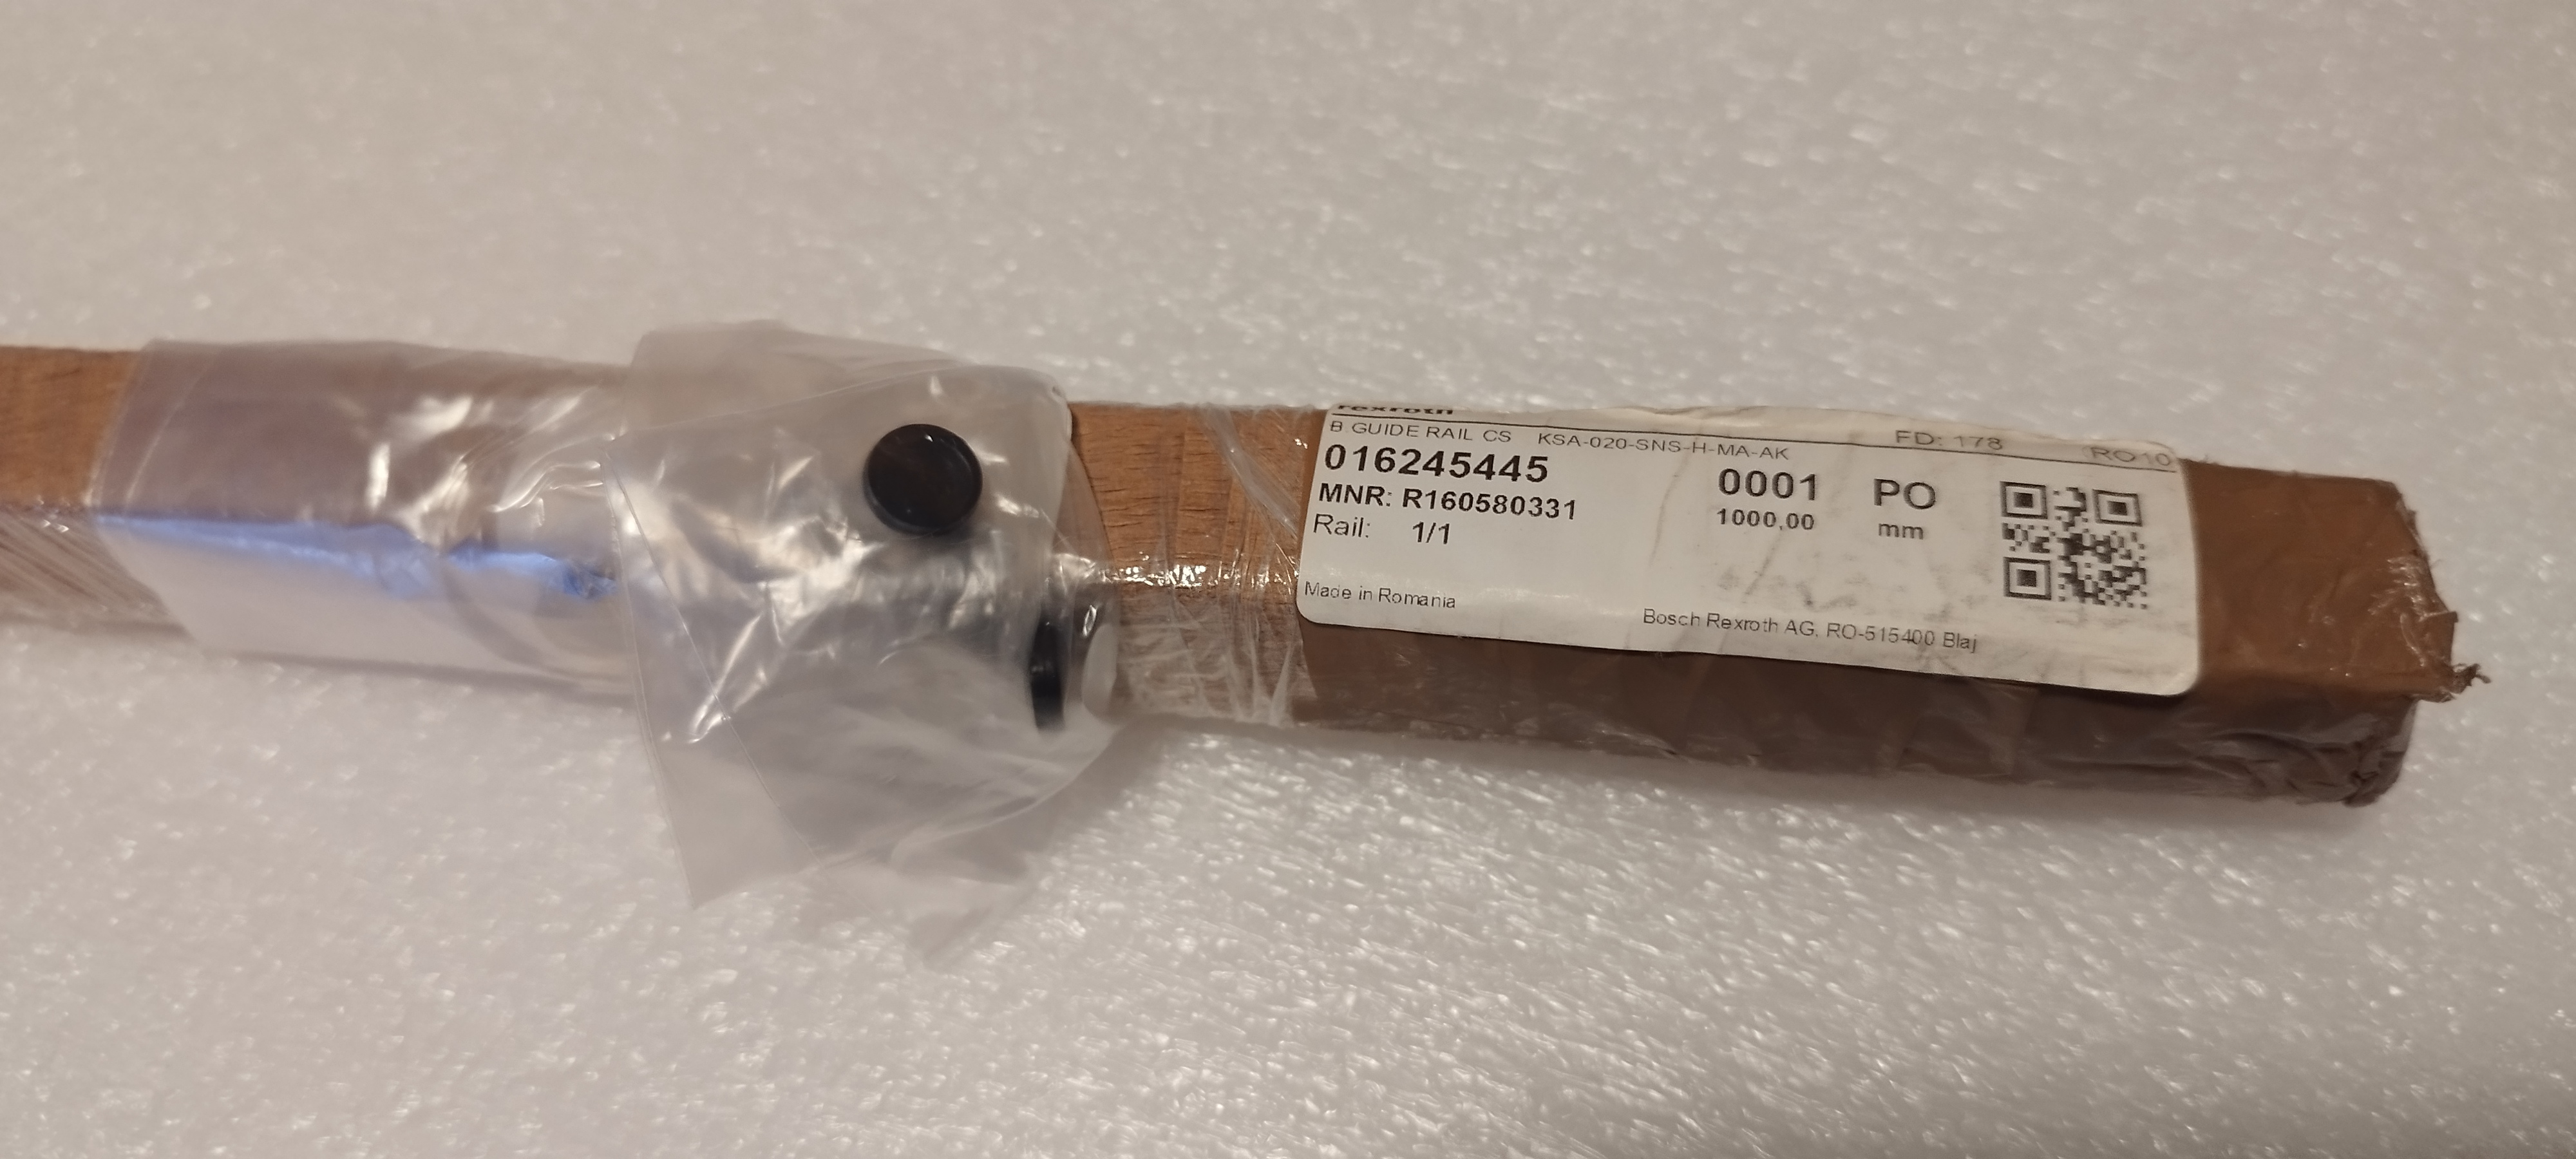 rexroth
B GUIDE RAIL CS KSA-020-SNS-H-MA-AK FD: 178 RO10
016245445 0001 PO
MNR: R160580331 1000,00 mm
Rail: 1/1
Made in Romania
Bosch Rexroth AG, RO-515400 Blaj